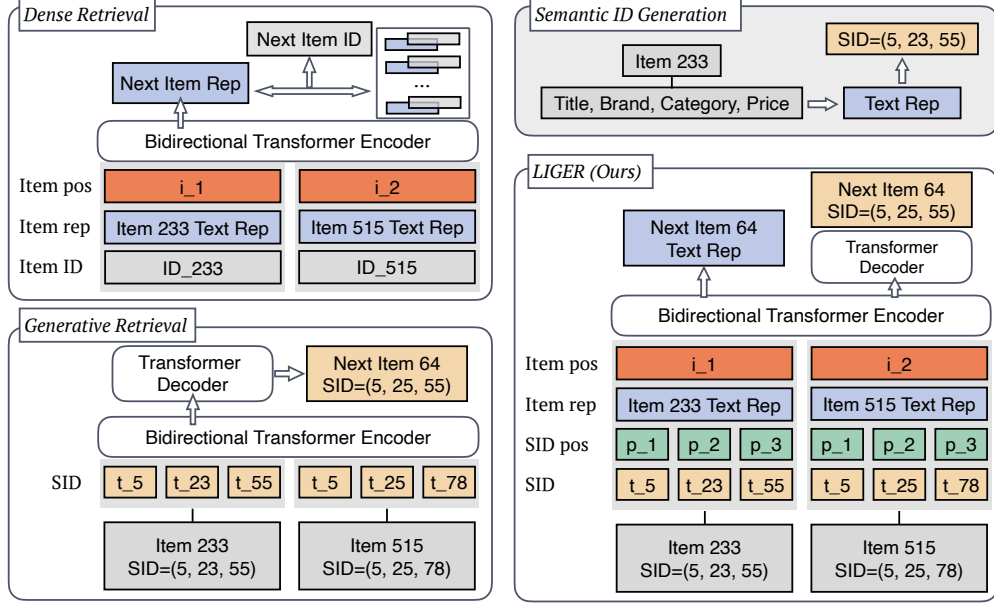 Dense Retrieval
Next Item ID
Next Item Rep
...
Bidirectional Transformer Encoder
Item pos i_1 i_2
Item rep Item 233 Text Rep Item 515 Text Rep
Item ID ID_233 ID_515
Generative Retrieval
Transformer
Decoder
Next Item 64
SID=(5, 25, 55)
Bidirectional Transformer Encoder
SID t_5 t_23 t_55 t_5 t_25 t_78
Item 233
SID=(5, 23, 55)
Item 515
SID=(5, 25, 78)
Semantic ID Generation
SID=(5, 23, 55)
Item 233
Title, Brand, Category, Price
Text Rep
LIGER (Ours)
Next Item 64
SID=(5, 25, 55)
Next Item 64
Text Rep
Transformer
Decoder
Bidirectional Transformer Encoder
Item pos i_1 i_2
Item rep Item 233 Text Rep Item 515 Text Rep
SID pos p_1 p_2 p_3 p_1 p_2 p_3
SID t_5 t_23 t_55 t_5 t_25 t_78
Item 233
SID=(5, 23, 55)
Item 515
SID=(5, 25, 78)